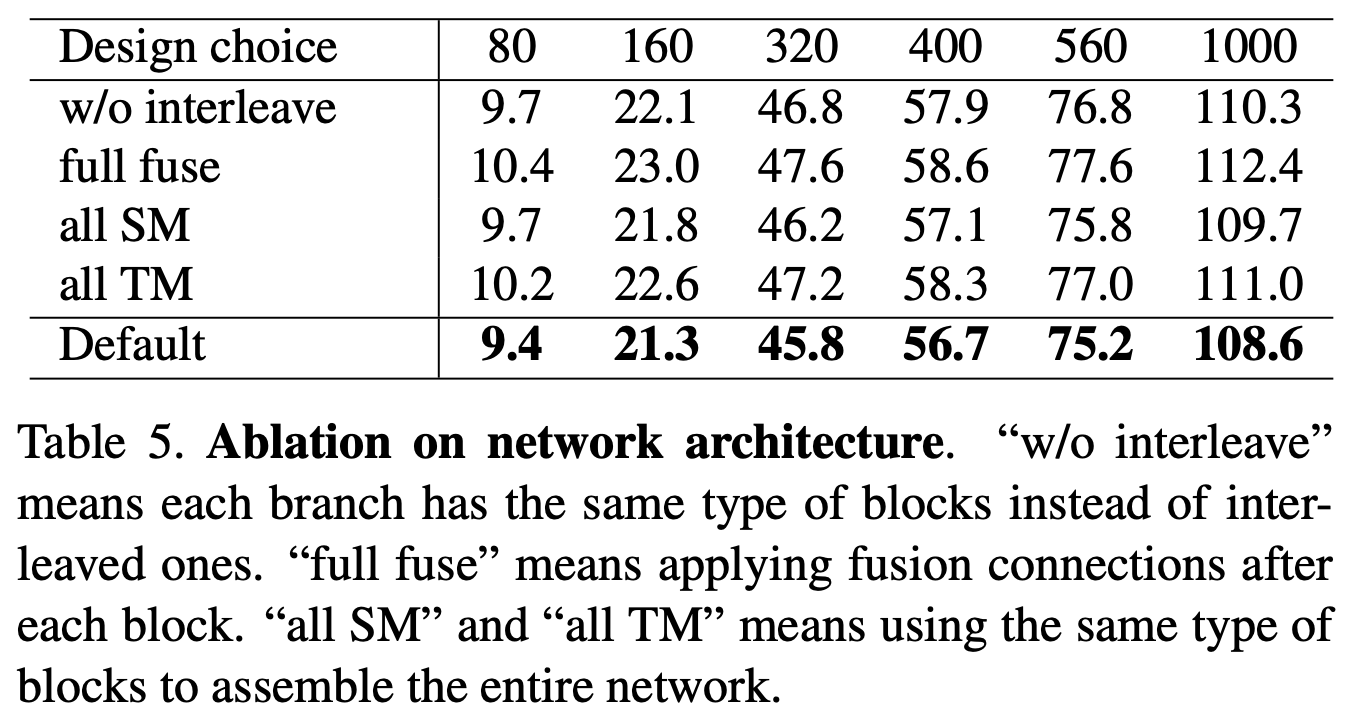 Design choice 80 160 320 400 560 1000
w/o interleave 9.7 22.1 46.8 57.9 76.8 110.3
full fuse 10.4 23.0 47.6 58.6 77.6 112.4
all SM 9.7 21.8 46.2 57.1 75.8 109.7
all TM 10.2 22.6 47.2 58.3 77.0 111.0
Default 9.4 21.3 45.8 56.7 75.2 108.6
Table 5. Ablation on network architecture. “w/o interleave”
means each branch has the same type of blocks instead of inter-
leaved ones. “full fuse” means applying fusion connections after
each block. “all SM” and “all TM” means using the same type of
blocks to assemble the entire network.